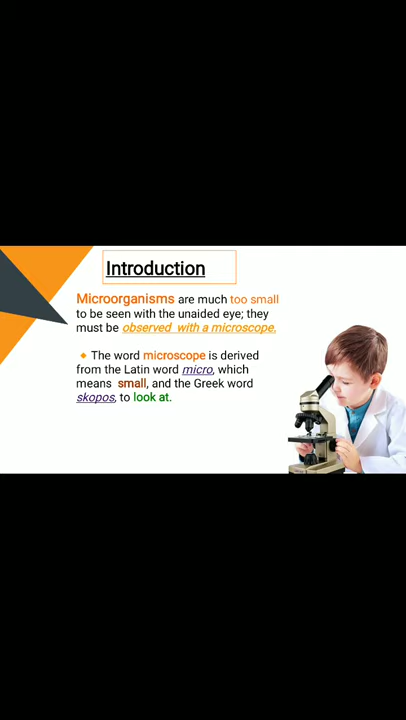 Introduction
Microorganisms are much too small
to be seen with the unaided eye; they
must be observed with a microscope.
🔸 The word microscope is derived
from the Latin word micro, which
means small, and the Greek word
skopos, to look at.